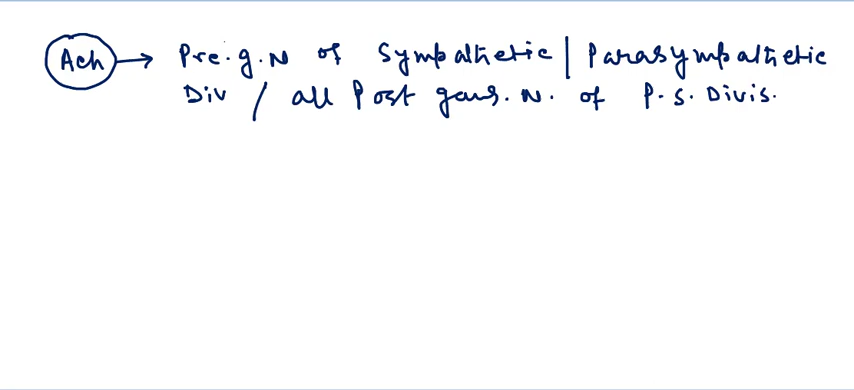 Ach → Pre.g.N of Sympathetic | Parasympathetic
Div / all Post gang. N. of P.S. Divis.